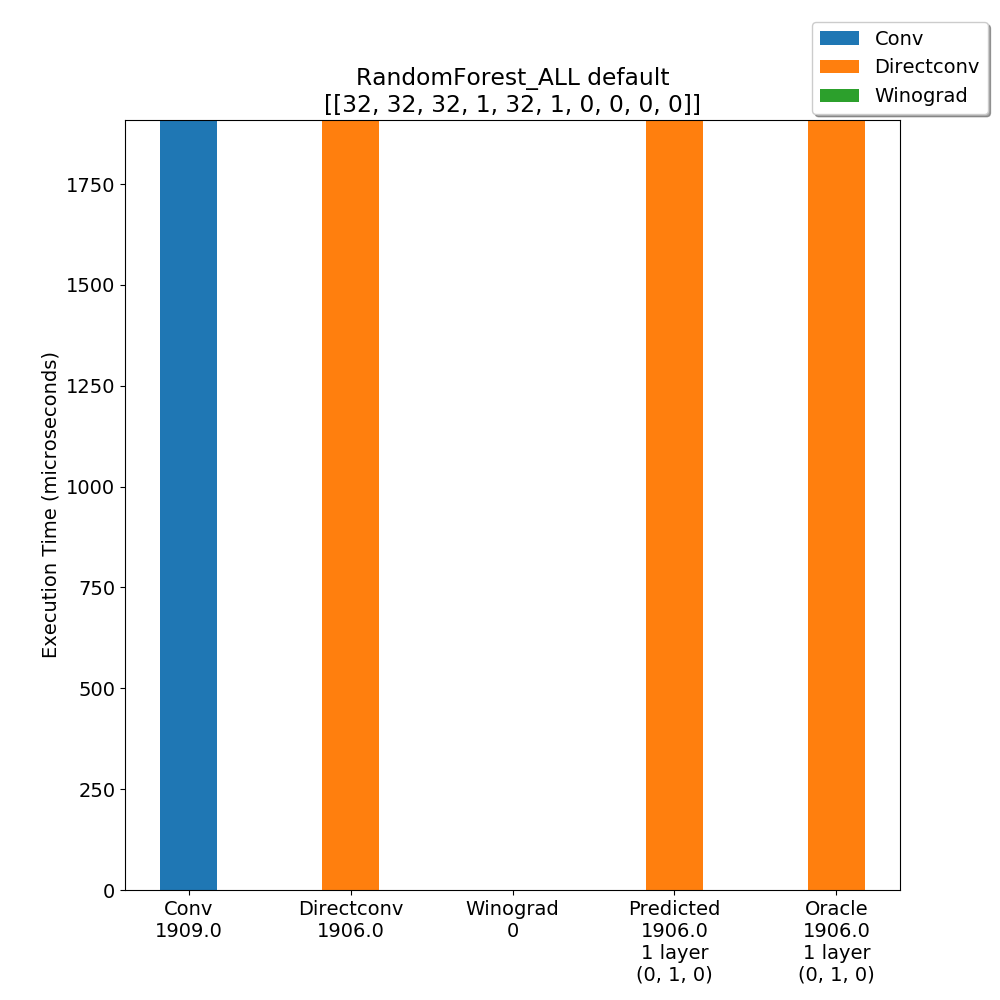 Conv
Directconv
Winograd
RandomForest_ALL default
[[32, 32, 32, 1, 32, 1, 0, 0, 0, 0]]
Execution Time (microseconds)
1750
1500
1250
1000
750
500
250
0
Conv
1909.0
Directconv
1906.0
Winograd
0
Predicted
1906.0
1 layer
(0, 1, 0)
Oracle
1906.0
1 layer
(0, 1, 0)